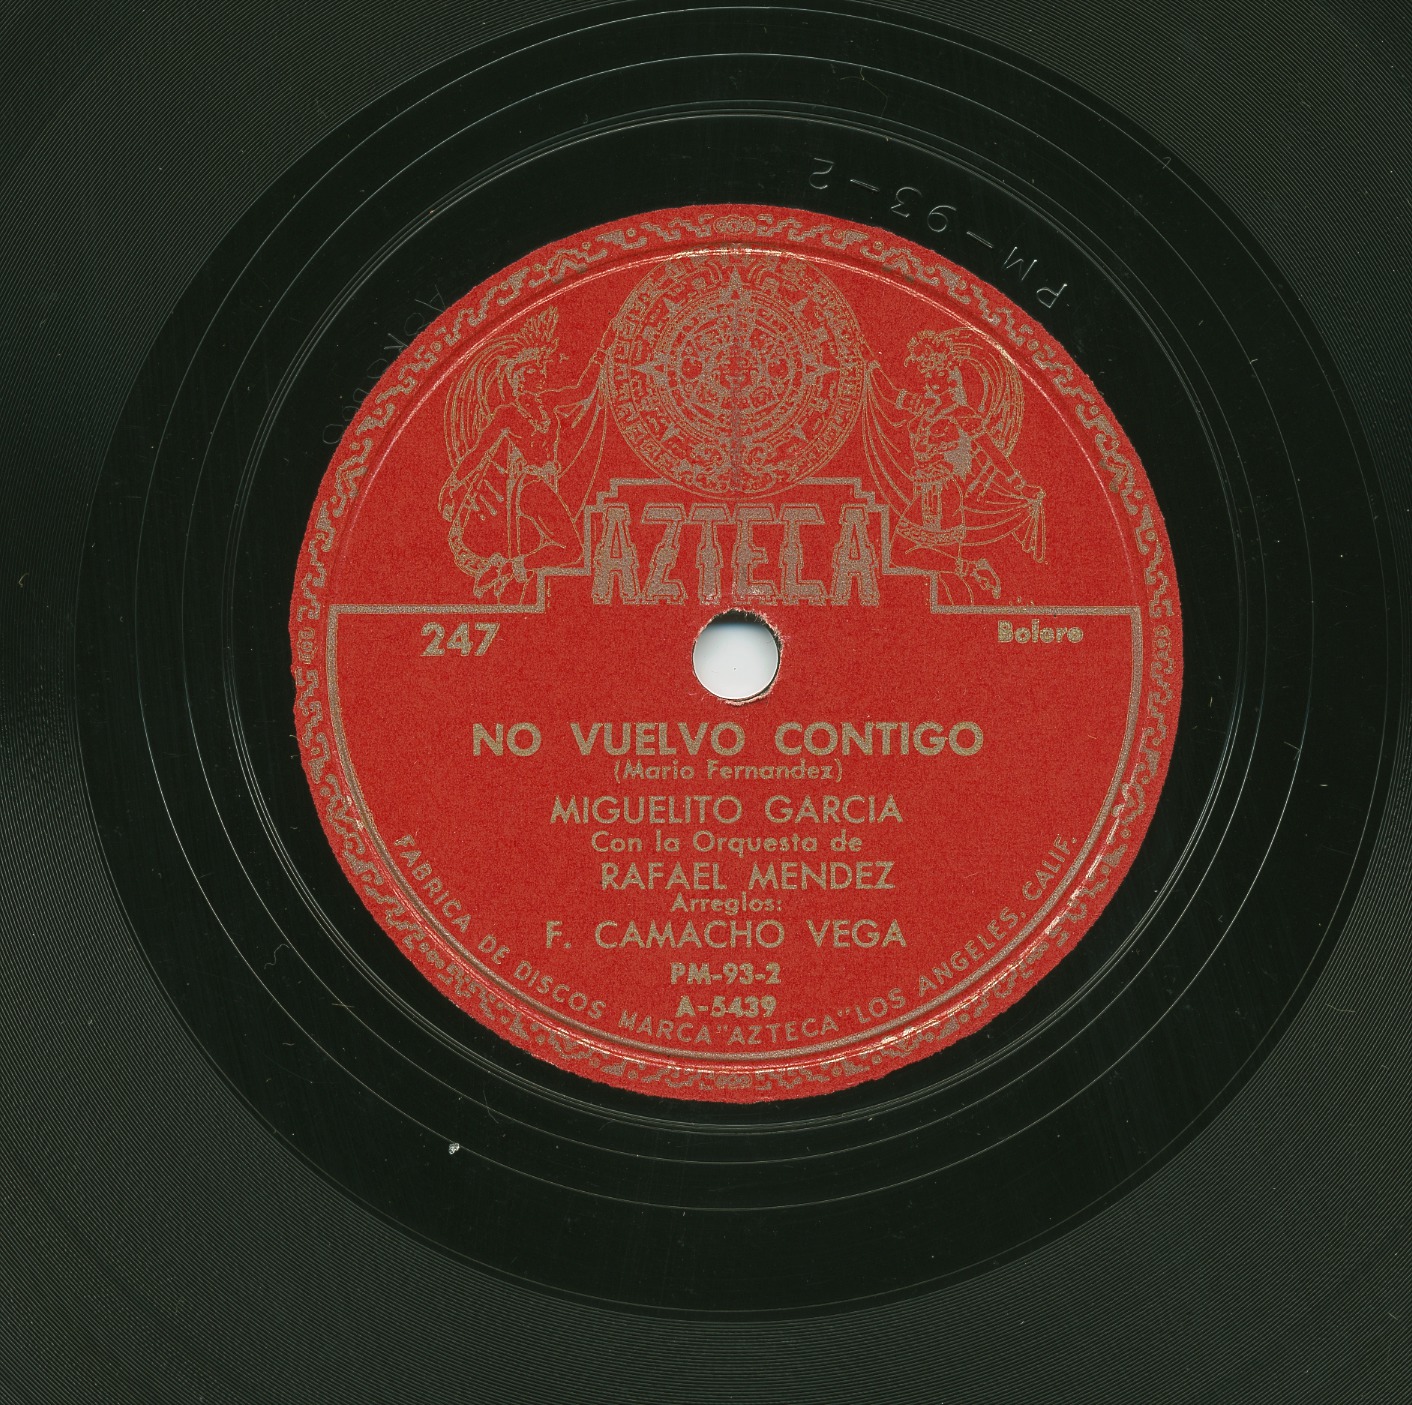 PM-93-2
AZTECA
247
Bolero
NO VUELVO CONTIGO
(Mario Fernandez)
MIGUELITO GARCIA
Con la Orquesta de
RAFAEL MENDEZ
Arreglos:
F. CAMACHO VEGA
PM-93-2
A-5439
FABRICA DE DISCOS MARCA "AZTECA" LOS ANGELES, CALIF.